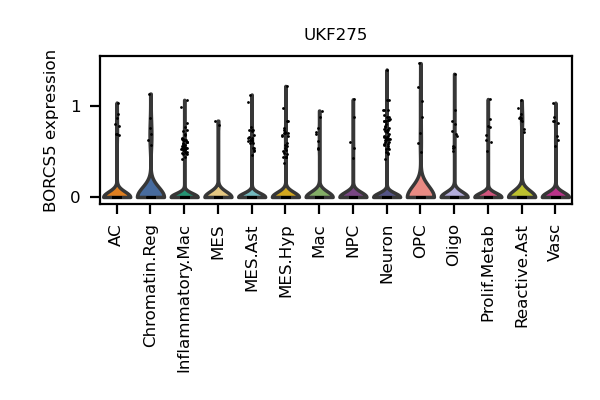 UKF275
BORCS5 expression
1
0
AC
Chromatin.Reg
Inflammatory.Mac
MES
MES.Ast
MES.Hyp
Mac
NPC
Neuron
OPC
Oligo
Prolif.Metab
Reactive.Ast
Vasc